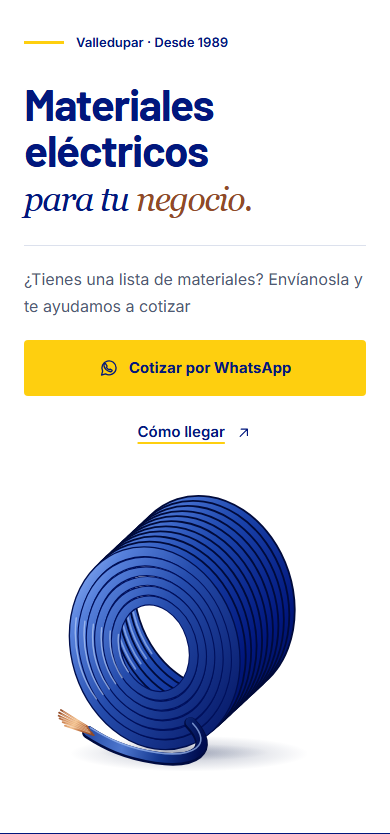 Valledupar · Desde 1989
Materiales
eléctricos
para tu negocio.
¿Tienes una lista de materiales? Envíanosla y
te ayudamos a cotizar
Cotizar por WhatsApp
Cómo llegar